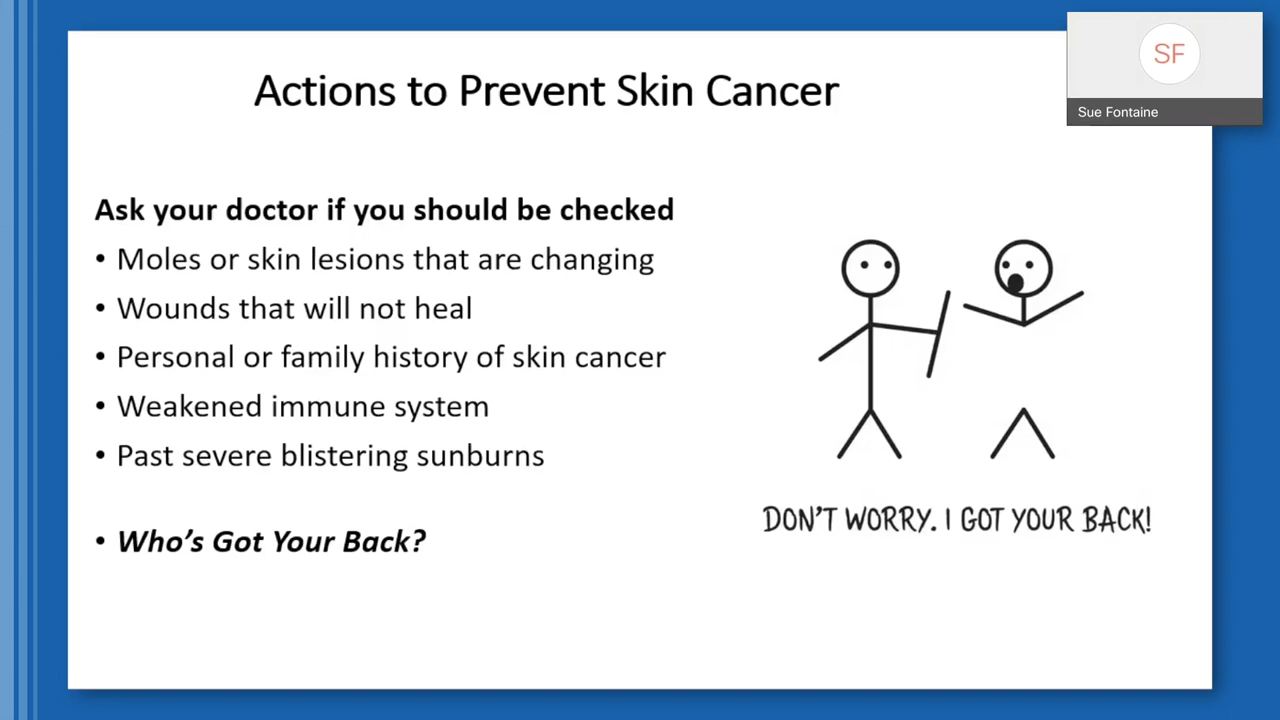 Actions to Prevent Skin Cancer
SF
Sue Fontaine
Ask your doctor if you should be checked
• Moles or skin lesions that are changing
• Wounds that will not heal
• Personal or family history of skin cancer
• Weakened immune system
• Past severe blistering sunburns
• Who's Got Your Back?
DON'T WORRY. I GOT YOUR BACK!